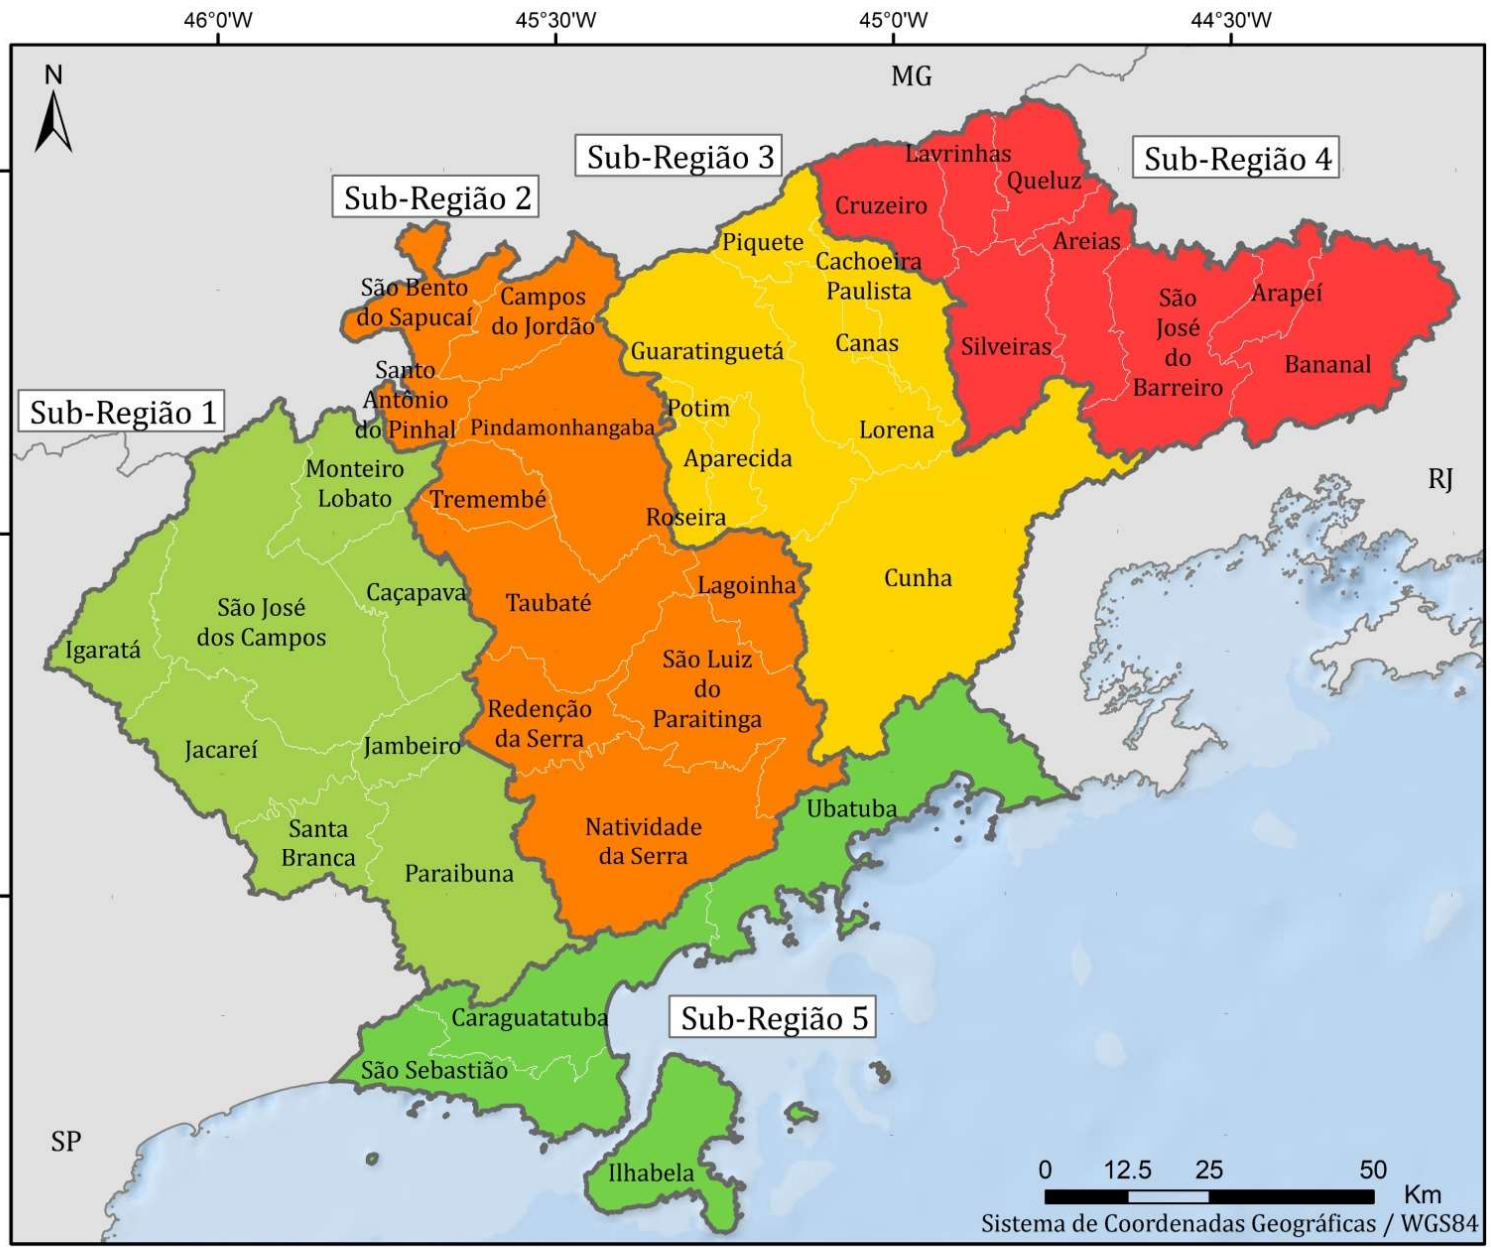 46°0'W
45°30'W
45°0'W
44°30'W
N
MG
Sub-Região 3
Sub-Região 4
Sub-Região 2
Sub-Região 1
Lavrinhas
Queluz
Cruzeiro
Areias
Piquete
Cachoeira
Paulista
São Bento
do Sapucaí
Campos
do Jordão
Arapeí
São
José
do
Barreiro
Canas
Silveiras
Guaratinguetá
Bananal
Santo
Antônio
do Pinhal
Potim
Pindamonhangaba
Lorena
Aparecida
Monteiro
Lobato
RJ
Tremembé
Roseira
Cunha
Lagoinha
Caçapava
Taubaté
São José
dos Campos
Igaratá
São Luiz
do
Paraitinga
Redenção
da Serra
Jacareí
Jambeiro
Ubatuba
Santa
Branca
Natividade
da Serra
Paraibuna
Caraguatatuba
Sub-Região 5
São Sebastião
SP
Ilhabela
0 12.5 25 50
Km
Sistema de Coordenadas Geográficas / WGS84